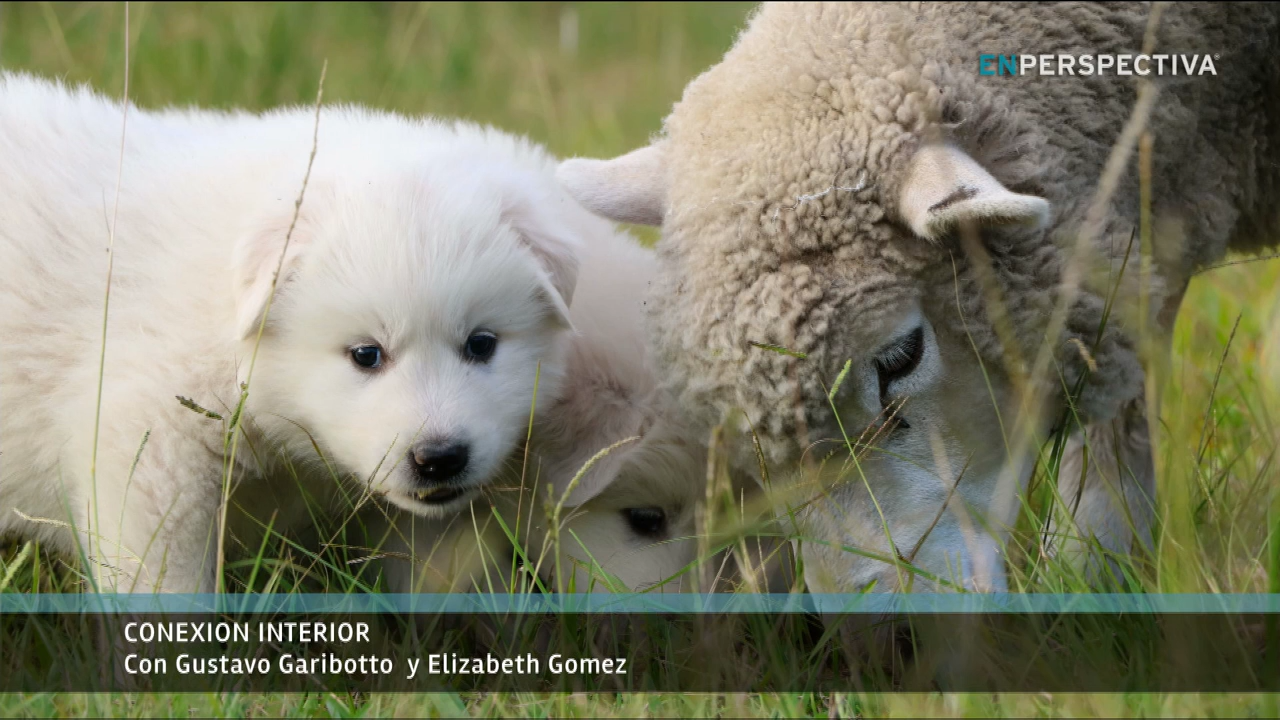 ENPERSPECTIVA®
CONEXION INTERIOR
Con Gustavo Garibotto y Elizabeth Gomez